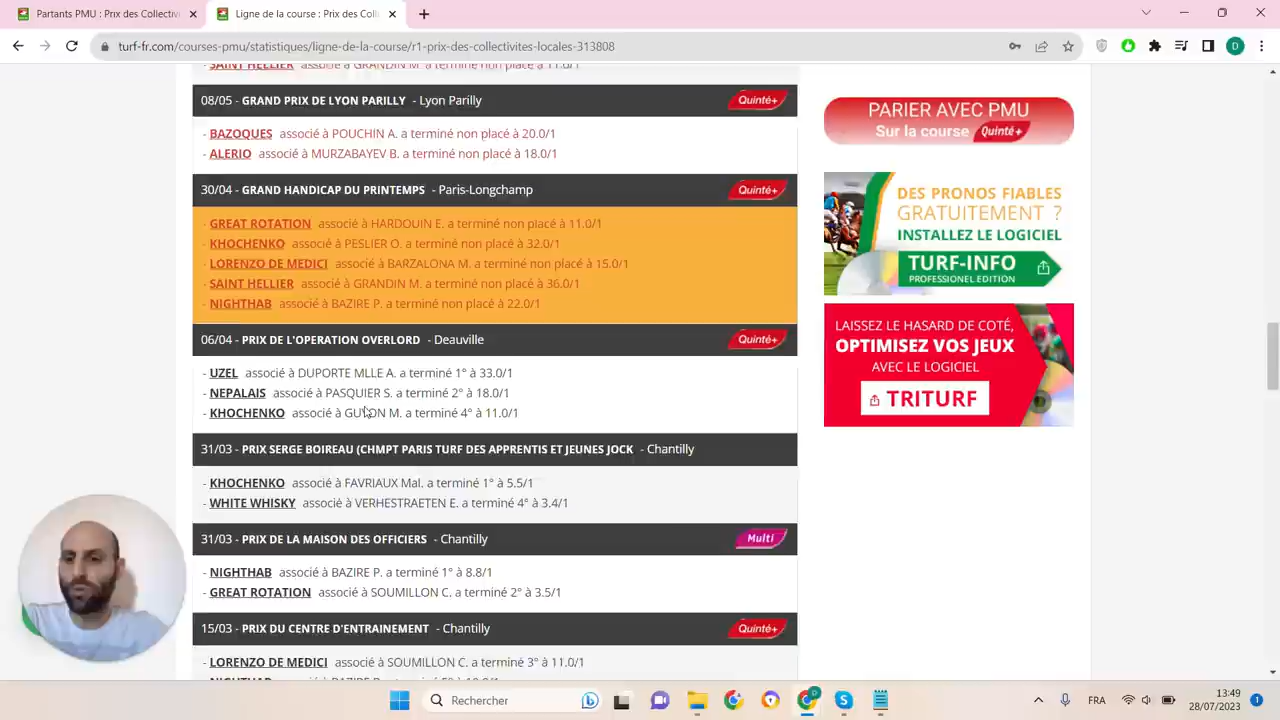 Partants PMU : Prix Des Coll
Ligne De Jeu : Prix Des Coll
turf-fr.com/courses-pmu/statistiques/ligne-de-course/r1-prix-des-collectivites-locales-313808
D
- SAINT HELLIER associé à GRANDIN M. a terminé non placé à 11.0/1
08/05 - GRAND PRIX DE LYON PARILLY - Lyon Parilly Quinté+
- BAZOQUES associé à POUCHIN A. a terminé non placé à 20.0/1
- ALERIO associé à MURZABAYEV B. a terminé non placé à 18.0/1
30/04 - GRAND HANDICAP DU PRINTEMPS - Paris-Longchamp Quinté+
- GREAT ROTATION associé à HARDOUIN E. a terminé non placé à 11.0/1
- KHOCHENKO associé à PESLIER O. a terminé non placé à 32.0/1
- LORENZO DE MEDICI associé à BARZALONA M. a terminé non placé à 15.0/1
- SAINT HELLIER associé à GRANDIN M. a terminé non placé à 36.0/1
- NIGHTHAB associé à BAZIRE P. a terminé non placé à 22.0/1
06/04 - PRIX DE L'OPERATION OVERLORD - Deauville Quinté+
- UZEL associé à DUPORTE MLLE A. a terminé 1° à 33.0/1
- NEPALAIS associé à PASQUIER S. a terminé 2° à 18.0/1
- KHOCHENKO associé à GUYON M. a terminé 4° à 11.0/1
31/03 - PRIX SERGE BOIREAU (CHMPT PARIS TURF DES APPRENTIS ET JEUNES JOCK - Chantilly
- KHOCHENKO associé à FAVRIAUX Mal. a terminé 1° à 5.5/1
- WHITE WHISKY associé à VERHESTRAETEN E. a terminé 4° à 3.4/1
31/03 - PRIX DE LA MAISON DES OFFICIERS - Chantilly Multi
- NIGHTHAB associé à BAZIRE P. a terminé 1° à 8.8/1
- GREAT ROTATION associé à SOUMILLON C. a terminé 2° à 3.5/1
15/03 - PRIX DU CENTRE D'ENTRAINEMENT - Chantilly Quinté+
- LORENZO DE MEDICI associé à SOUMILLON C. a terminé 3° à 11.0/1
PARIER AVEC PMU
Sur la course Quinté+
DES PRONOS FIABLES
GRATUITEMENT ?
INSTALLEZ LE LOGICIEL
TURF-INFO
PROFESSIONEL EDITION
LAISSEZ LE HASARD DE COTÉ,
OPTIMISEZ VOS JEUX
AVEC LE LOGICIEL
TRITURF
Rechercher
FRA
13:49
28/07/2023